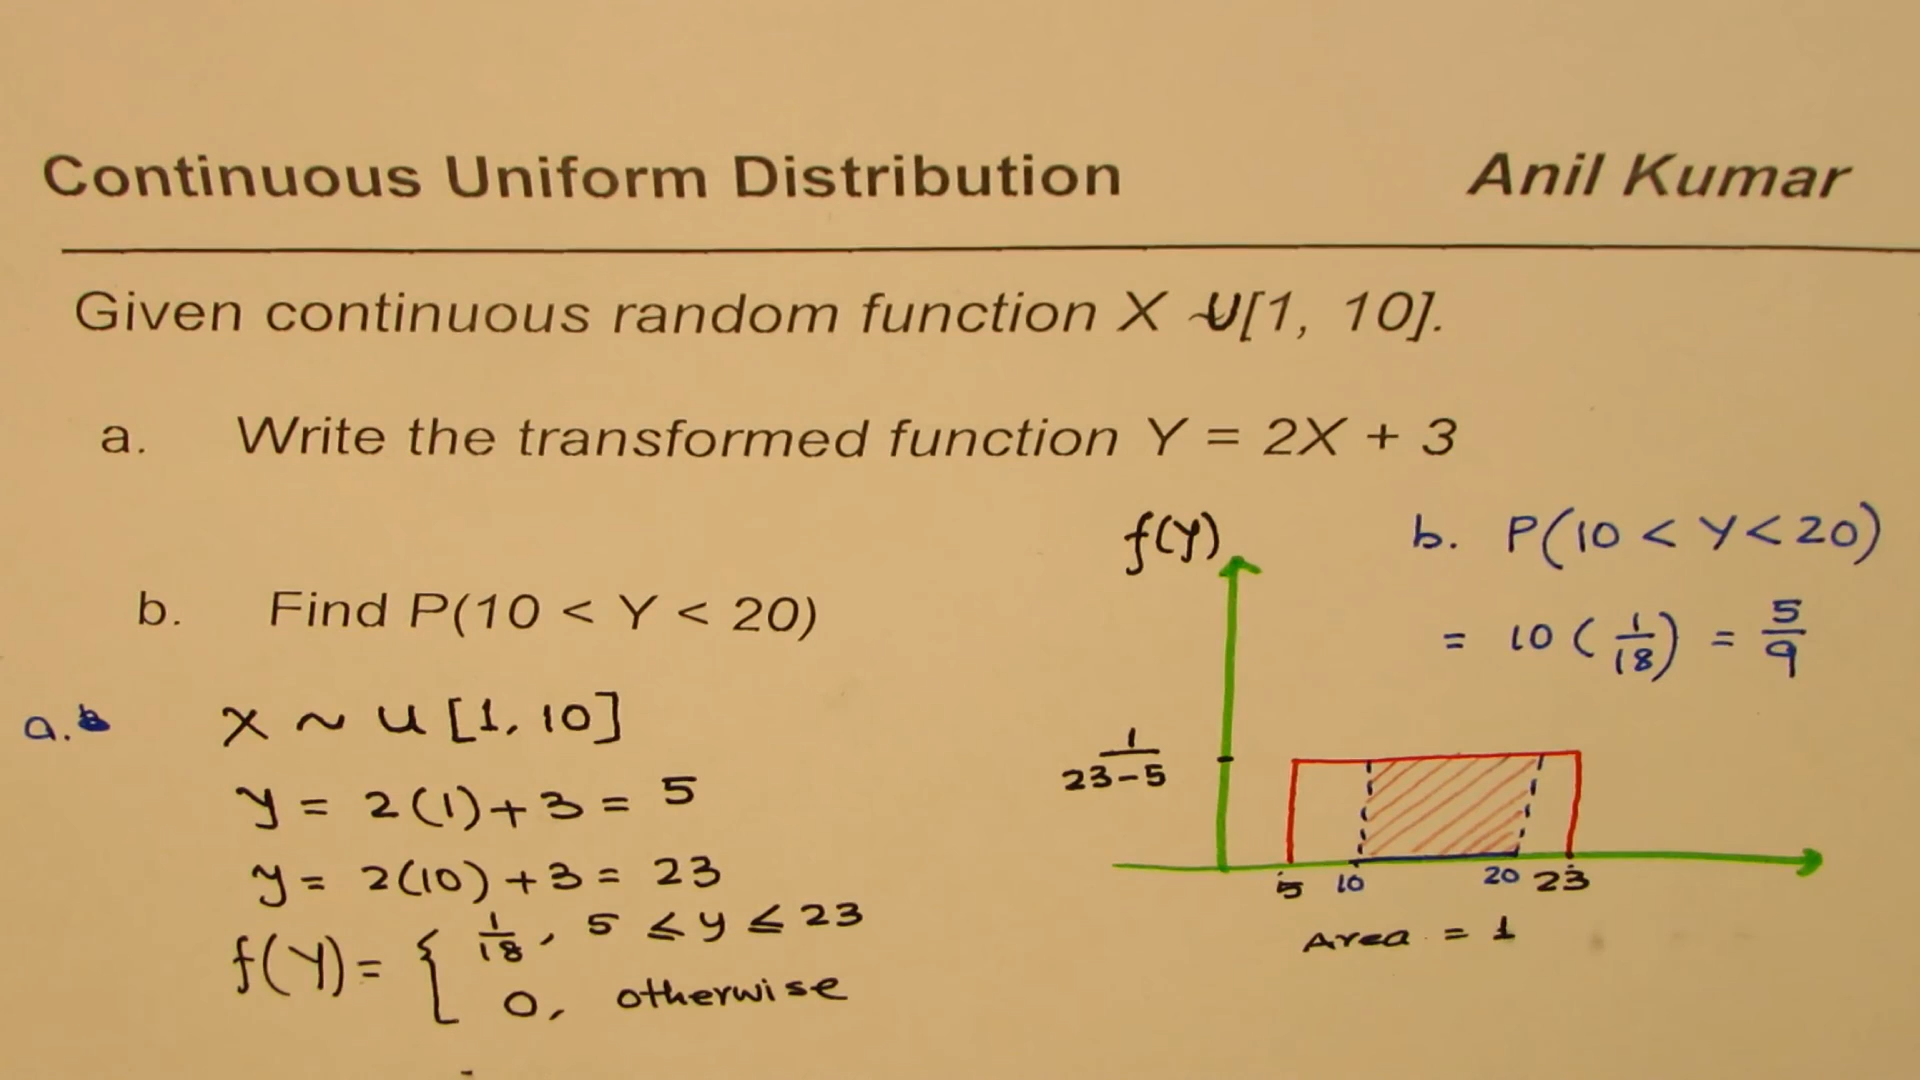 Continuous Uniform Distribution Anil Kumar
Given continuous random function X ~U[1, 10].
a. Write the transformed function Y = 2X + 3
b. Find P(10 < Y < 20)
a. X ~ U [1, 10]
y = 2(1)+3 = 5
y = 2(10)+3 = 23
f(Y) = { 1/18, 5 ≤ y ≤ 23
0, otherwise
f(Y)
1/(23-5)
5 10 20 23
Area = 1
b. P(10 < Y < 20)
= 10 (1/18) = 5/9